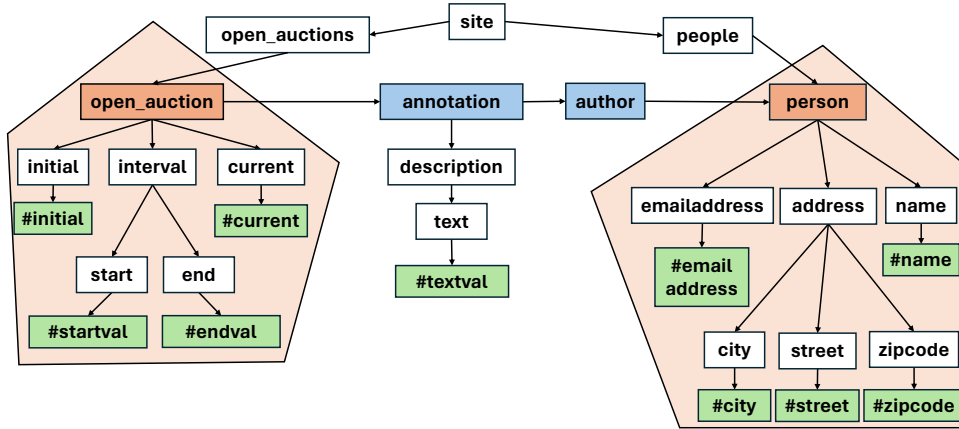 site
open_auctions
people
open_auction
annotation
author
person
initial
interval
current
description
emailaddress
address
name
#initial
#current
text
#email
address
#name
start
end
#textval
#startval
#endval
city
street
zipcode
#city
#street
#zipcode